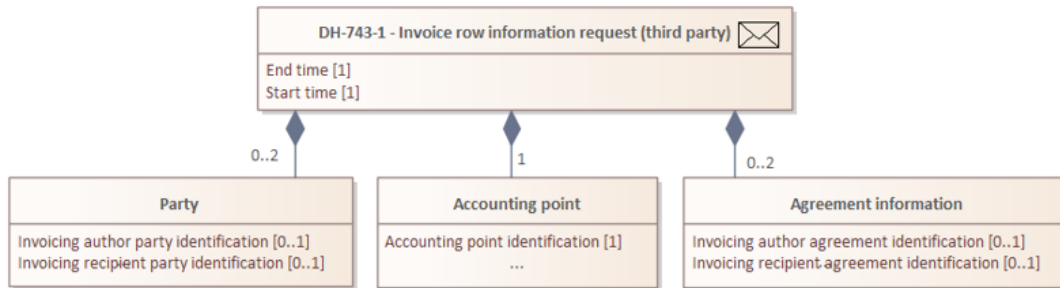 DH-743-1 - Invoice row information request (third party)
End time [1]
Start time [1]
0..2
1
0..2
Party
Invoicing author party identification [0..1]
Invoicing recipient party identification [0..1]
Accounting point
Accounting point identification [1]
...
Agreement information
Invoicing author agreement identification [0..1]
Invoicing recipient agreement identification [0..1]